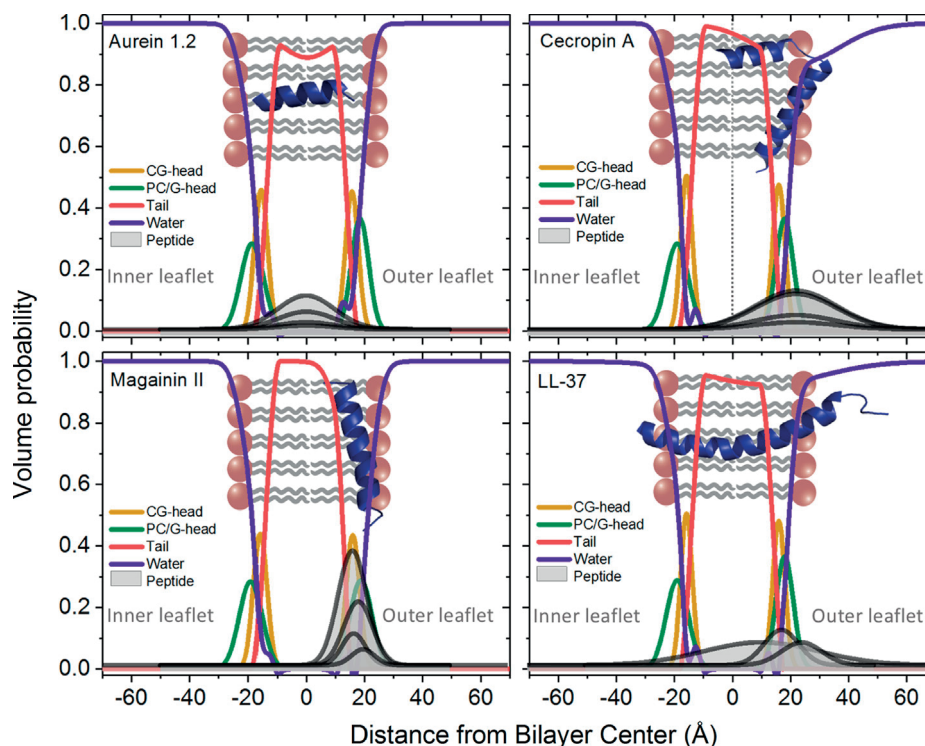 Volume probability
1.0
0.8
0.6
0.4
0.2
0.0
Aurein 1.2
CG-head
PC/G-head
Tail
Water
Peptide
Inner leaflet
Outer leaflet
Cecropin A
CG-head
PC/G-head
Tail
Water
Peptide
Inner leaflet
Outer leaflet
1.0
0.8
0.6
0.4
0.2
0.0
Magainin II
CG-head
PC/G-head
Tail
Water
Peptide
Inner leaflet
Outer leaflet
LL-37
CG-head
PC/G-head
Tail
Water
Peptide
Inner leaflet
Outer leaflet
-60 -40 -20 0 20 40 60
-60 -40 -20 0 20 40 60
Distance from Bilayer Center (Å)